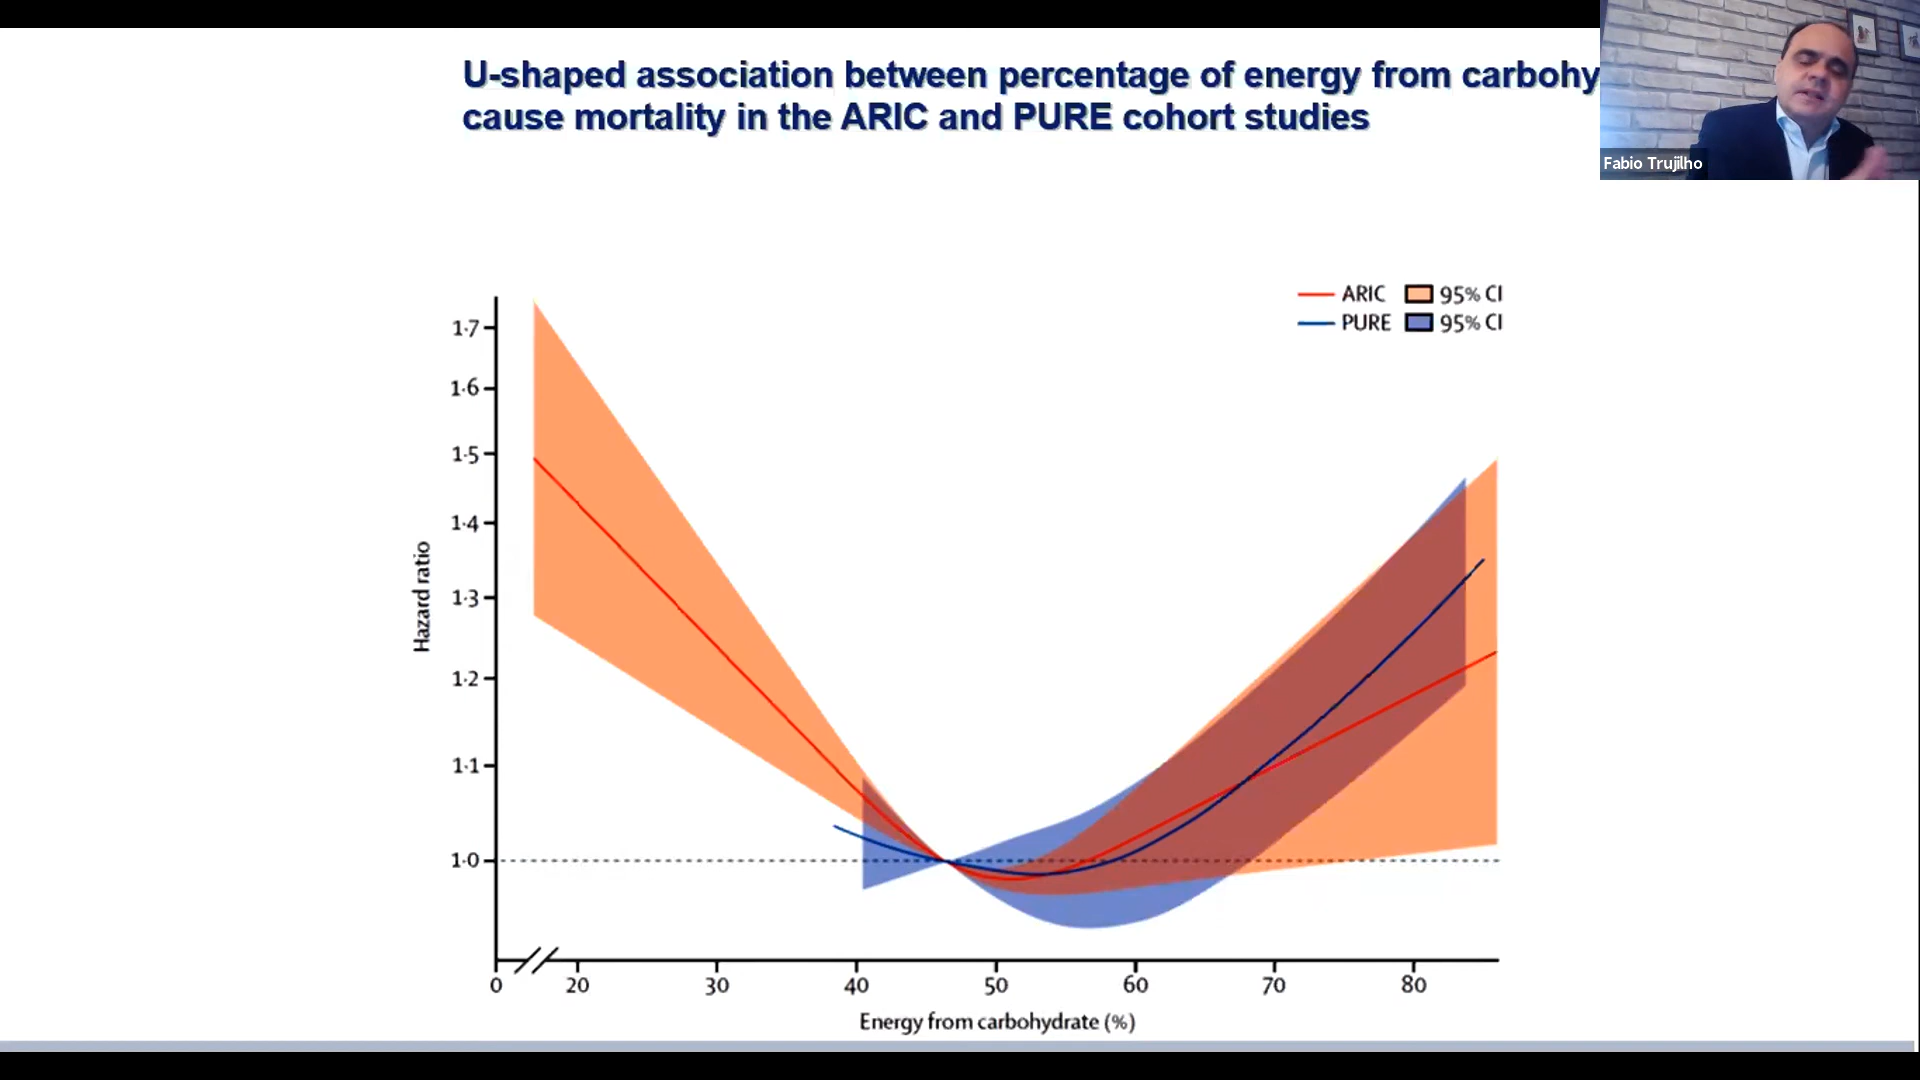 U-shaped association between percentage of energy from carbohy
cause mortality in the ARIC and PURE cohort studies
Fabio Trujilho
ARIC 95% CI
PURE 95% CI
1·7
1·6
1·5
1·4
1·3
1·2
1·1
1·0
Hazard ratio
0 20 30 40 50 60 70 80
Energy from carbohydrate (%)